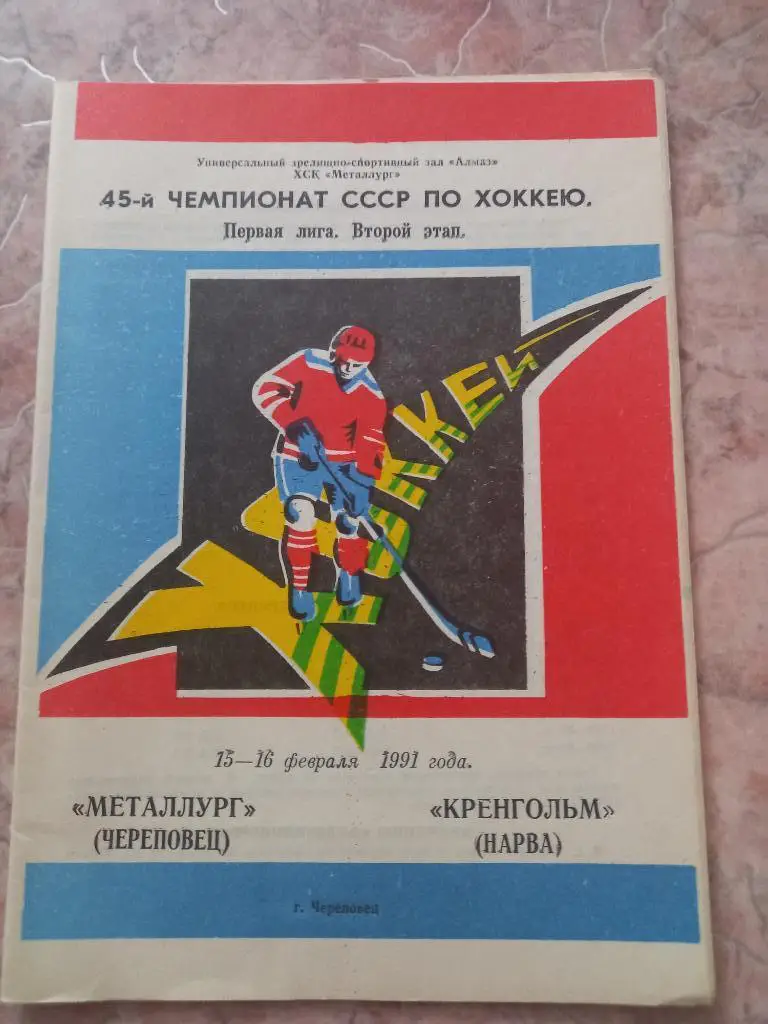 Универсальный зрелищно-спортивный зал «Алмаз»
ХСК «Металлург»
45-й ЧЕМПИОНАТ СССР ПО ХОККЕЮ.
Первая лига. Второй этап.
ХОККЕЙ
15—16 февраля 1991 года.
«МЕТАЛЛУРГ» «КРЕНГОЛЬМ»
(ЧЕРЕПОВЕЦ) (НАРВА)
г. Череповец